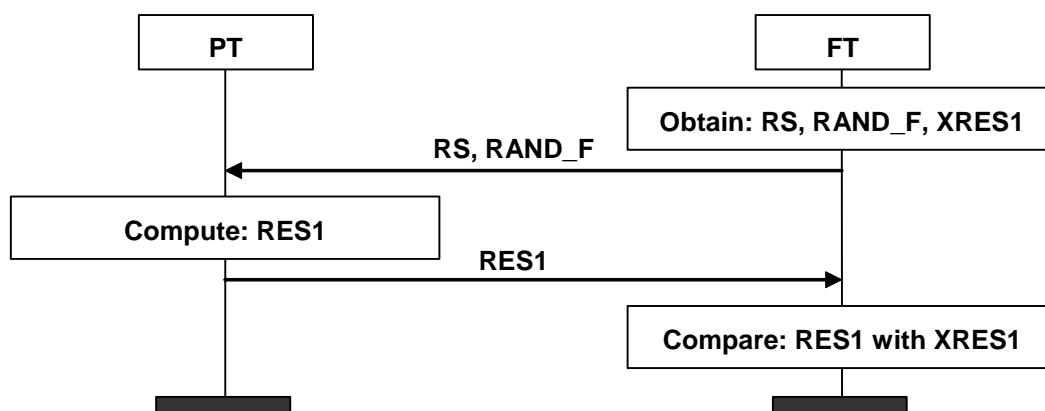 PT
FT
Obtain: RS, RAND_F, XRES1
RS, RAND_F
Compute: RES1
RES1
Compare: RES1 with XRES1